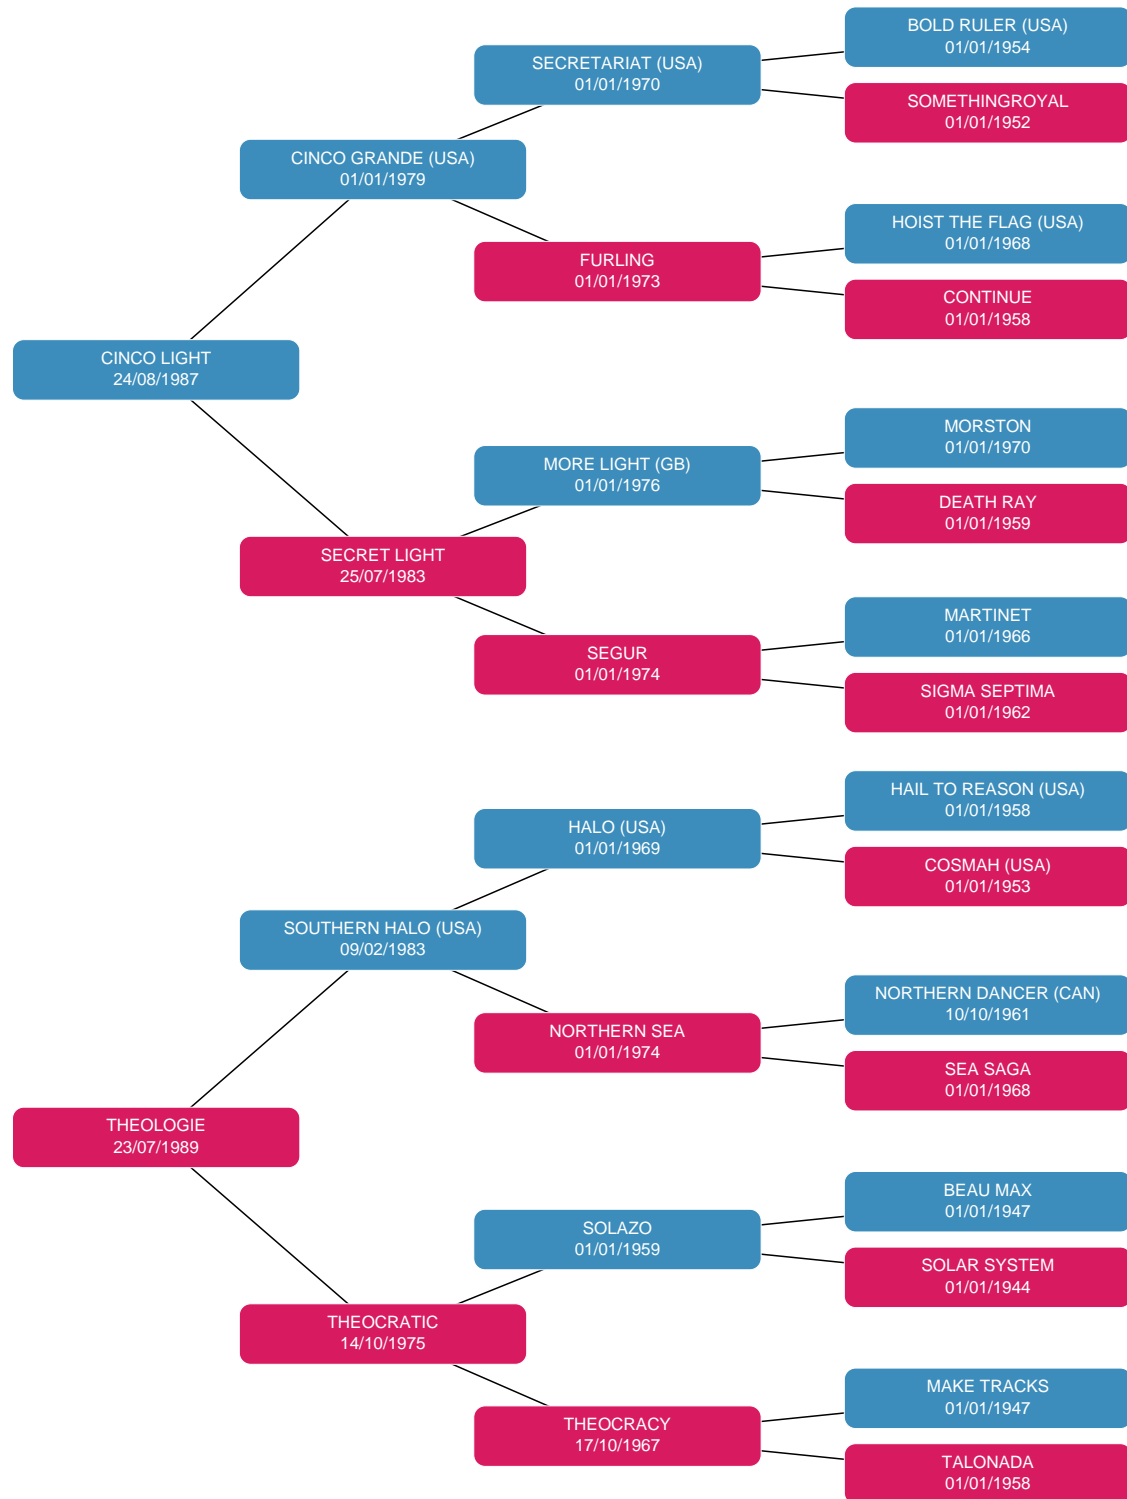 BOLD RULER (USA)
01/01/1954
SECRETARIAT (USA)
01/01/1970
SOMETHINGROYAL
01/01/1952
CINCO GRANDE (USA)
01/01/1979
HOIST THE FLAG (USA)
01/01/1968
FURLING
01/01/1973
CONTINUE
01/01/1958
CINCO LIGHT
24/08/1987
MORSTON
01/01/1970
MORE LIGHT (GB)
01/01/1976
DEATH RAY
01/01/1959
SECRET LIGHT
25/07/1983
MARTINET
01/01/1966
SEGUR
01/01/1974
SIGMA SEPTIMA
01/01/1962
HAIL TO REASON (USA)
01/01/1958
HALO (USA)
01/01/1969
COSMAH (USA)
01/01/1953
SOUTHERN HALO (USA)
09/02/1983
NORTHERN DANCER (CAN)
10/10/1961
NORTHERN SEA
01/01/1974
SEA SAGA
01/01/1968
THEOLOGIE
23/07/1989
BEAU MAX
01/01/1947
SOLAZO
01/01/1959
SOLAR SYSTEM
01/01/1944
THEOCRATIC
14/10/1975
MAKE TRACKS
01/01/1947
THEOCRACY
17/10/1967
TALONADA
01/01/1958